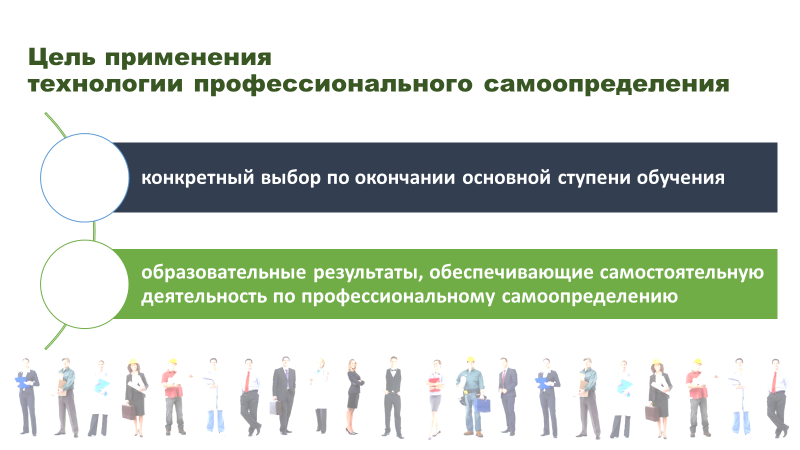 Цель применения
технологии профессионального самоопределения
конкретный выбор по окончании основной ступени обучения
образовательные результаты, обеспечивающие самостоятельную
деятельность по профессиональному самоопределению